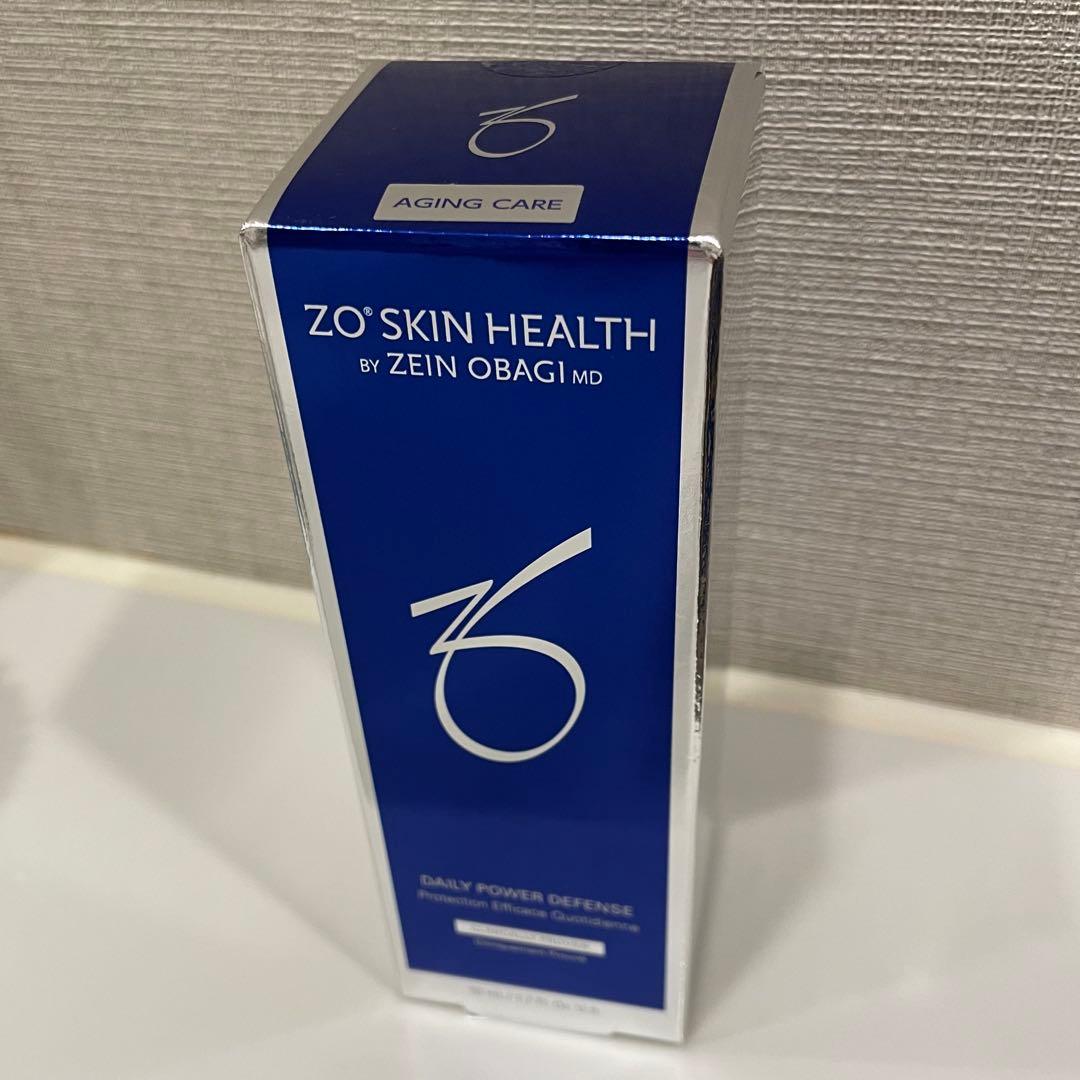 AGING CARE
ZO® SKIN HEALTH
BY ZEIN OBAGI MD
DAILY POWER DEFENSE
Protection Efficace Quotidienne